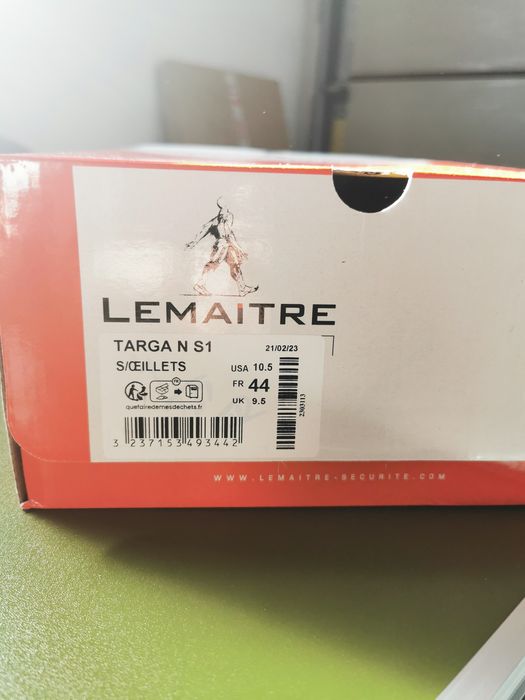 LEMAITRE
TARGA N S1
21/02/23
S/ŒILLETS
USA 10.5
FR 44
UK 9.5
FR
quefairedemesdechets.fr
3 237153 493442
2303113
WWW.LEMAITRE-SECURITE.COM